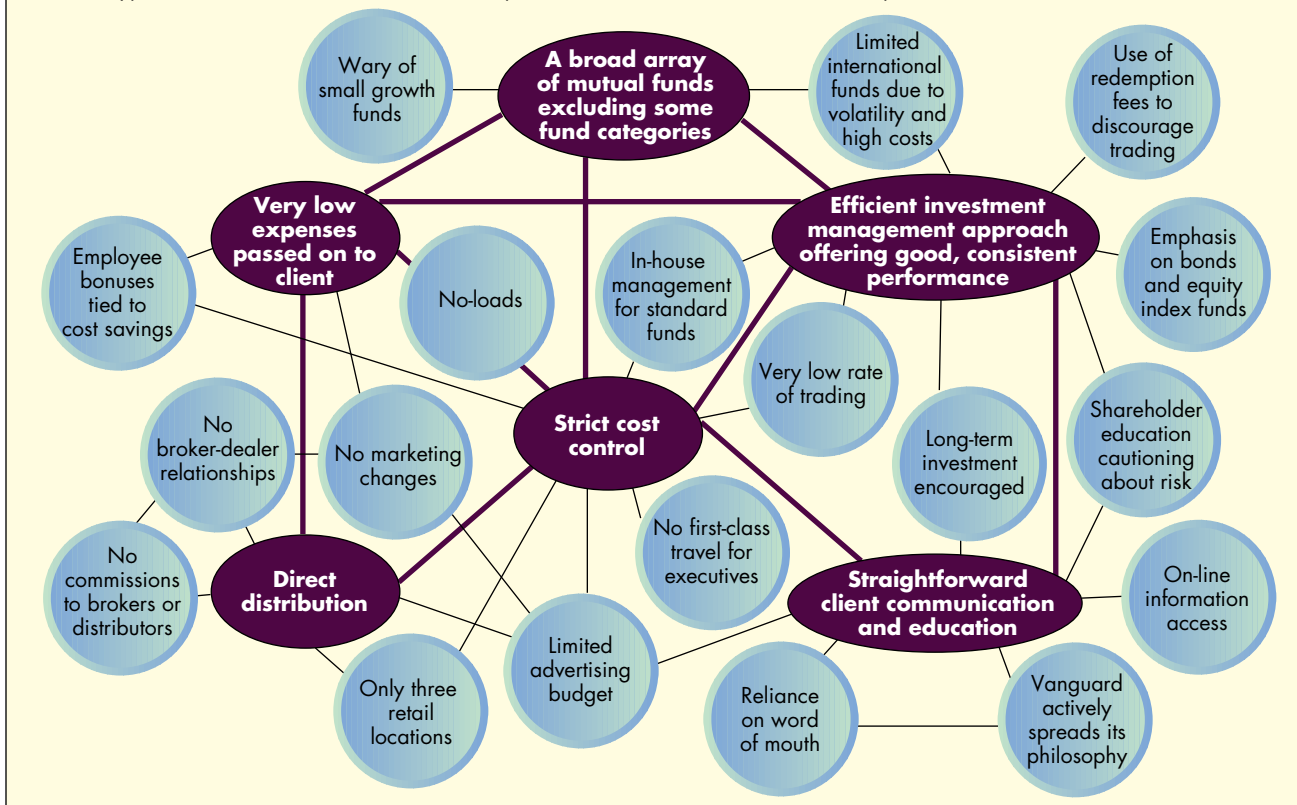 Wary of
small growth
funds
A broad array
of mutual funds
excluding some
fund categories
Limited
international
funds due to
volatility and
high costs
Use of
redemption
fees to
discourage
trading
Very low
expenses
passed on to
client
Efficient investment
management approach
offering good, consistent
performance
Employee
bonuses
tied to
cost savings
No-loads
In-house
management
for standard
funds
Emphasis
on bonds
and equity
index funds
Very low rate
of trading
No
broker-dealer
relationships
No marketing
changes
Strict cost
control
Long-term
investment
encouraged
Shareholder
education
cautioning
about risk
No
commissions
to brokers or
distributors
Direct
distribution
No first-class
travel for
executives
Straightforward
client communication
and education
On-line
information
access
Only three
retail
locations
Limited
advertising
budget
Reliance
on word
of mouth
Vanguard
actively
spreads its
philosophy